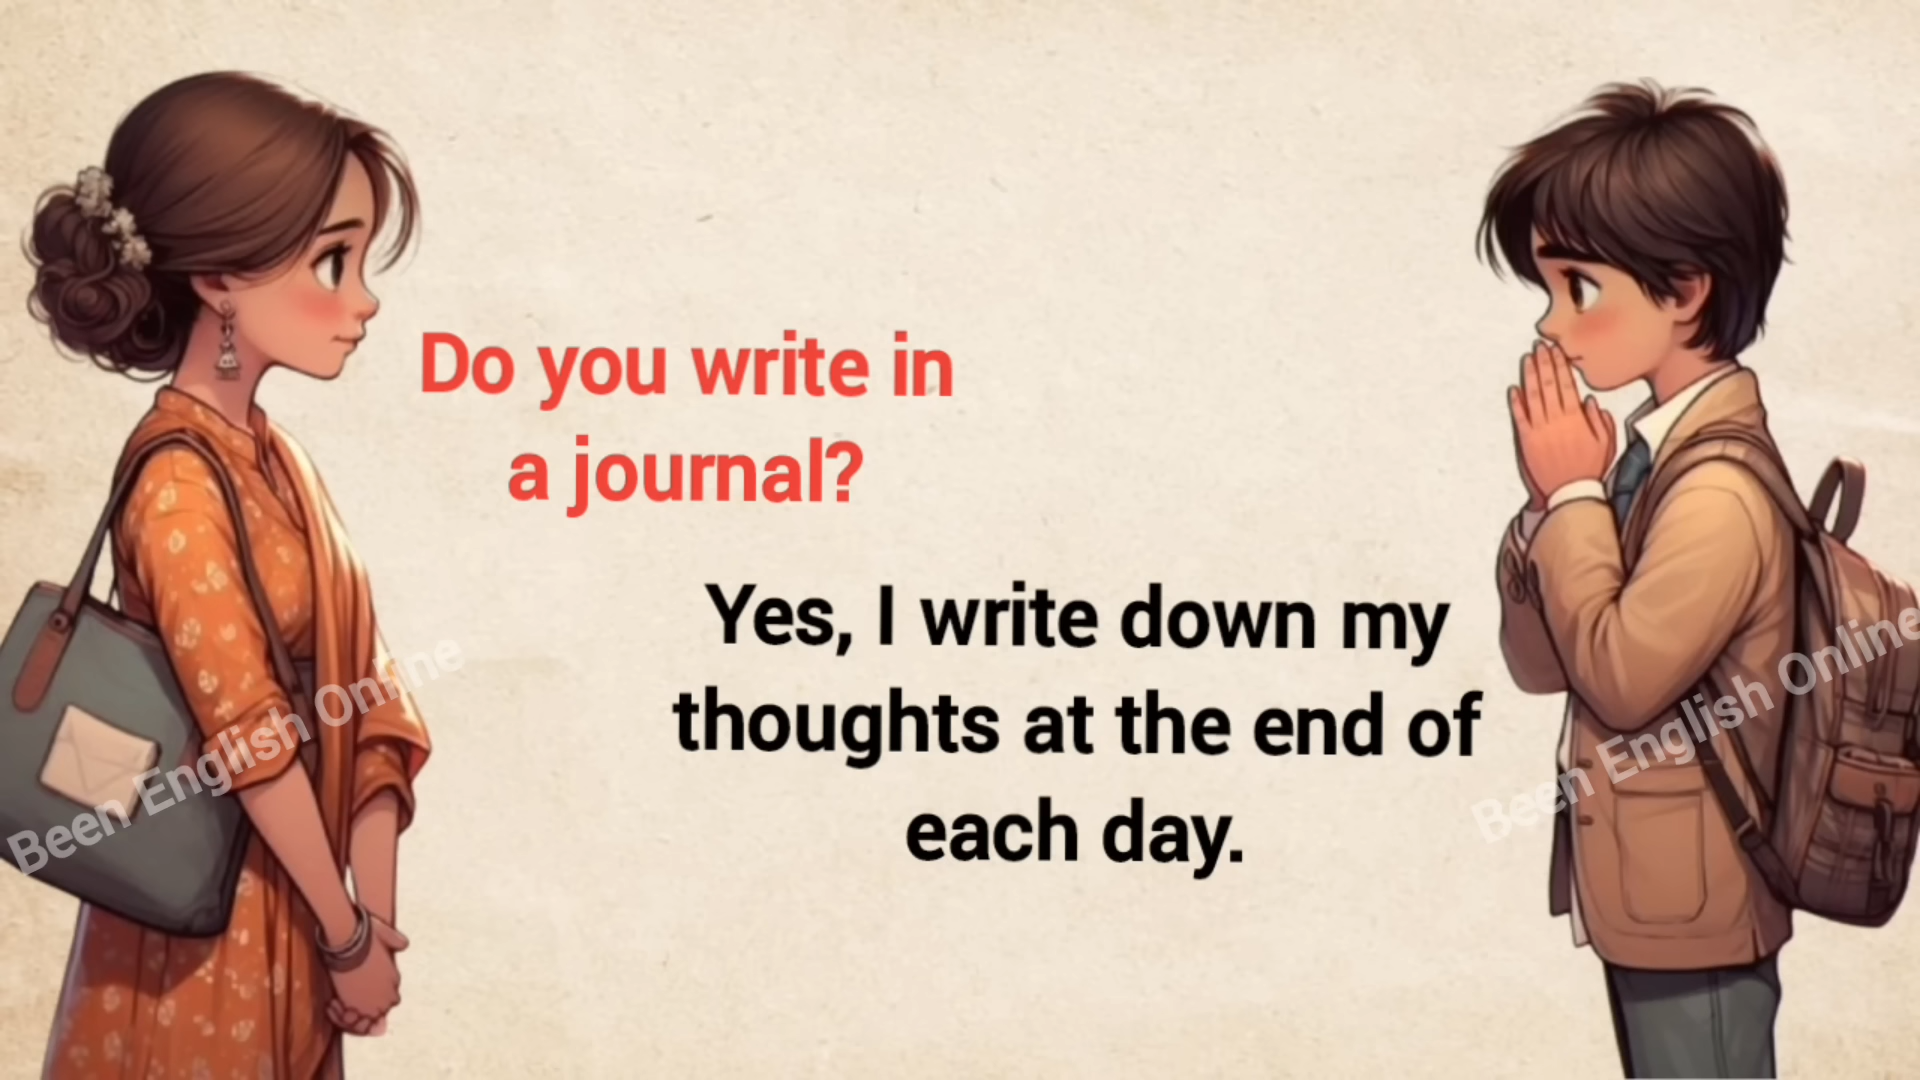 Do you write in
a journal?
Yes, I write down my
thoughts at the end of
each day.
Been English Online
Been English Online